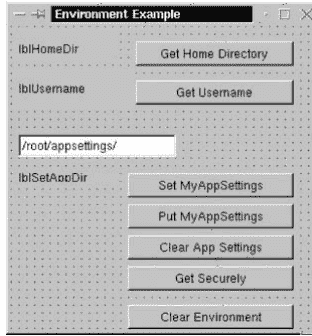 Environment Example
lblHomeDir
Get Home Directory
lblUsername
Get Username
/root/appsettings/
lblSetAppDir
Set MyAppSettings
Put MyAppSettings
Clear App Settings
Get Securely
Clear Environment